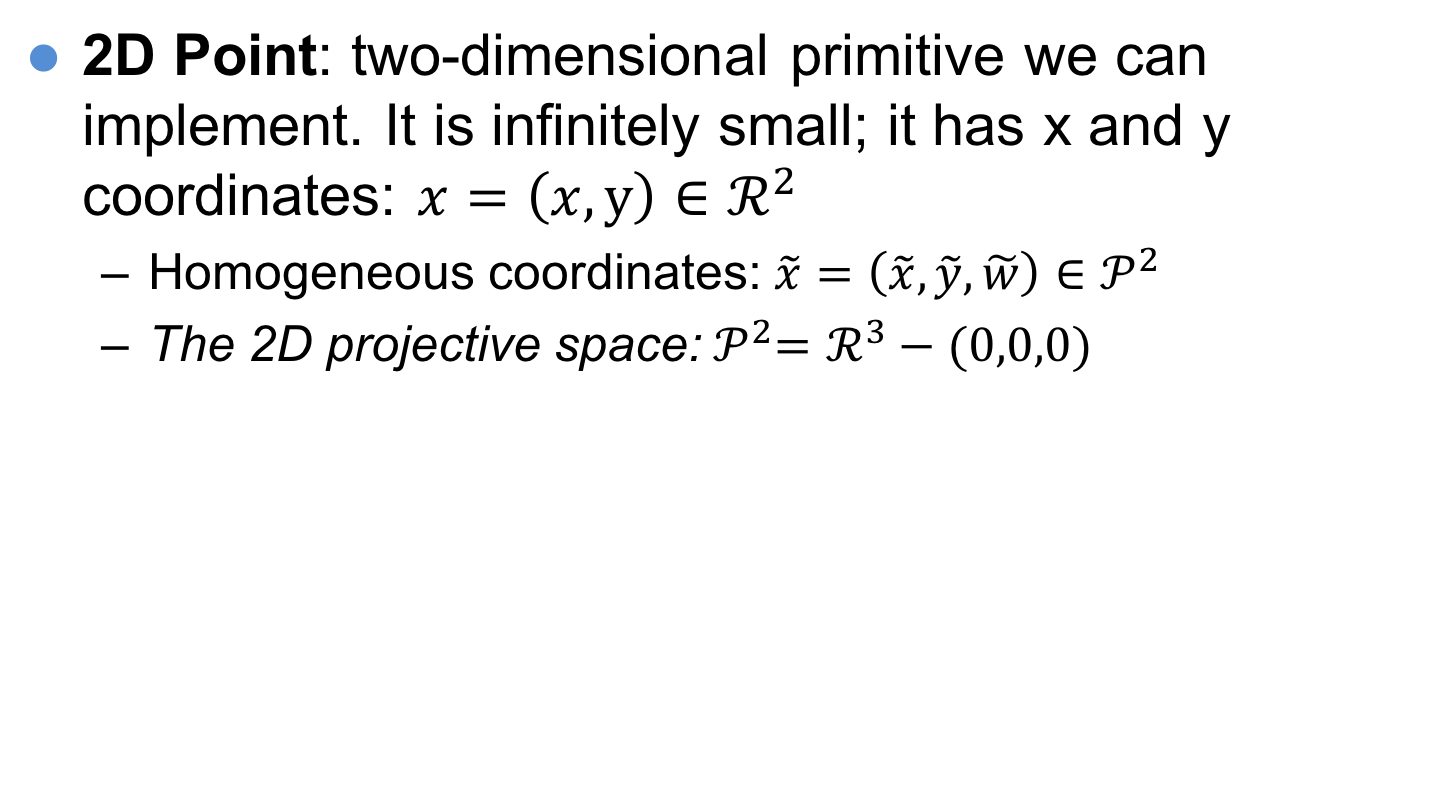 ● 2D Point: two-dimensional primitive we can
implement. It is infinitely small; it has x and y
coordinates: 𝑥 = (𝑥, y) ∈ ℛ²
– Homogeneous coordinates: x̃ = (x̃, ỹ, w̃) ∈ 𝒫²
– The 2D projective space: 𝒫²= ℛ³ − (0,0,0)